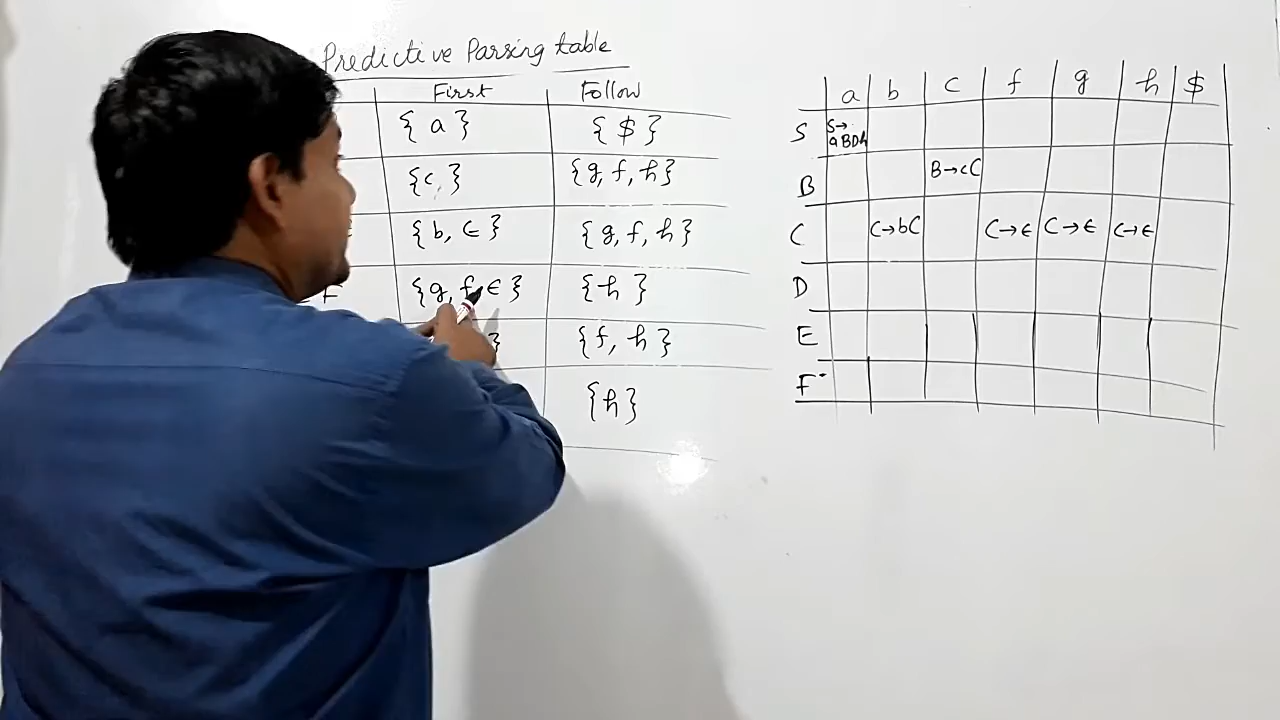 Predictive Parsing table
First Follow
{ a } { $ }
{c, } {g, f, h}
{ b, ε } { g, f, h }
F {g, f, ε } { h }
} { f, h }
{ h }
a b c f g h $
S S→ aBDh
B B→cC
C C→bC C→ε C→ε C→ε
D
E
F